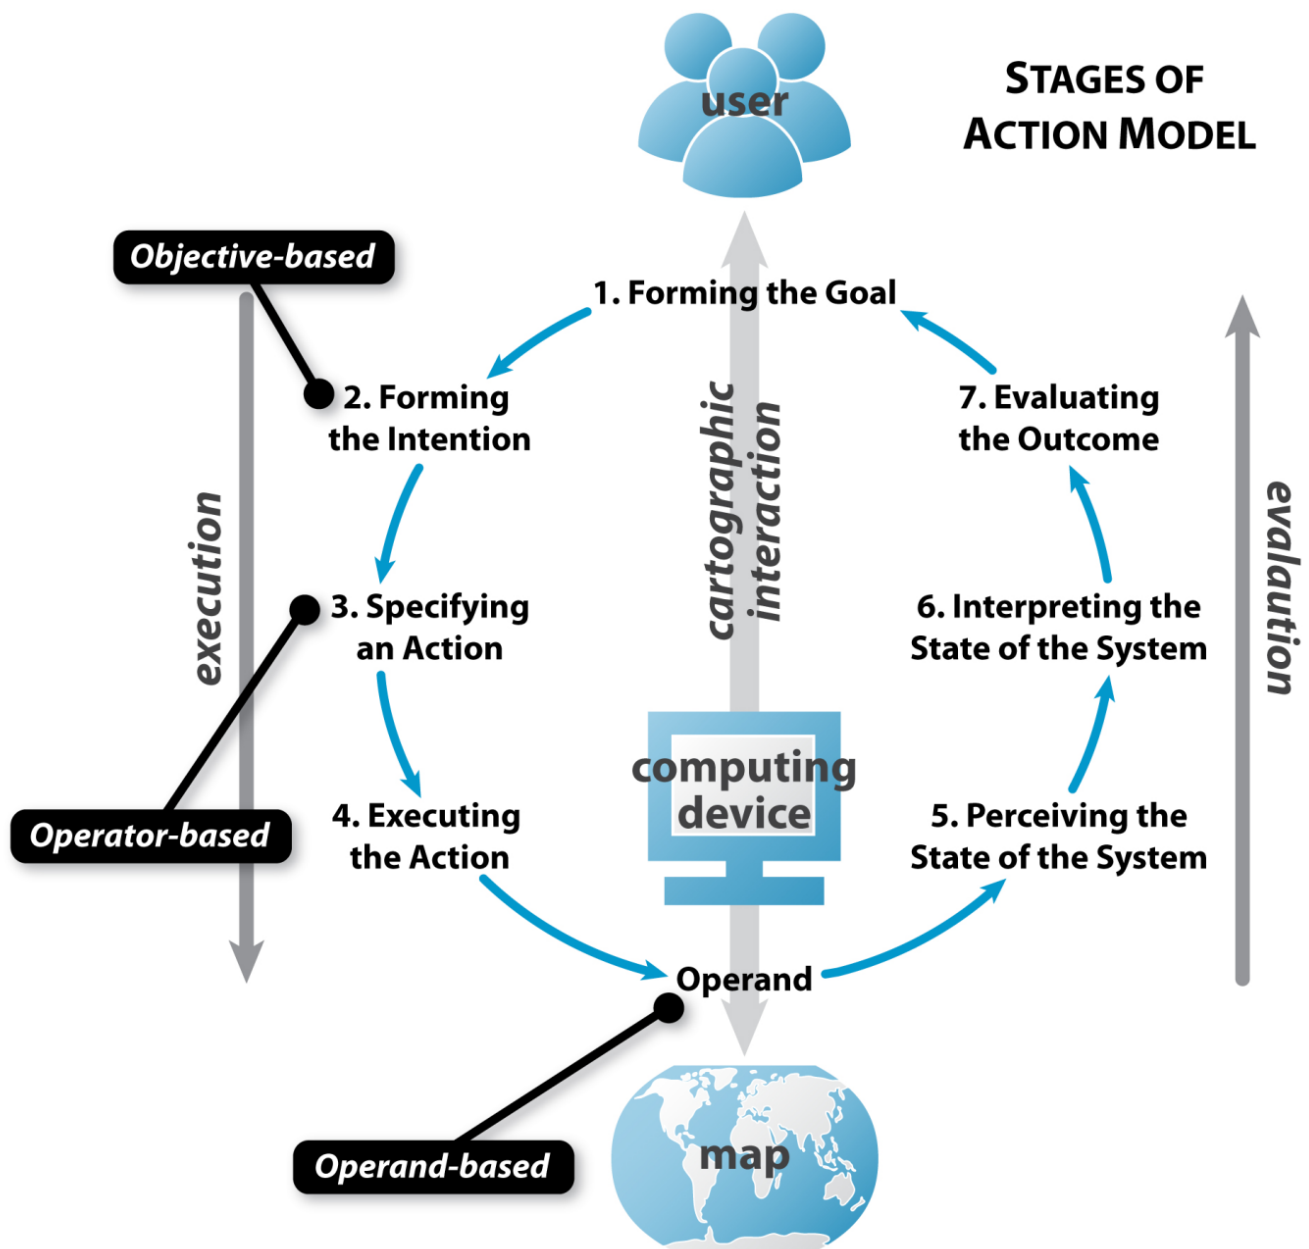 STAGES OF
ACTION MODEL
user
Objective-based
1. Forming the Goal
2. Forming
the Intention
7. Evaluating
the Outcome
cartographic
interaction
execution
evalaution
3. Specifying
an Action
6. Interpreting the
State of the System
computing
device
Operator-based
4. Executing
the Action
5. Perceiving the
State of the System
Operand
Operand-based
map